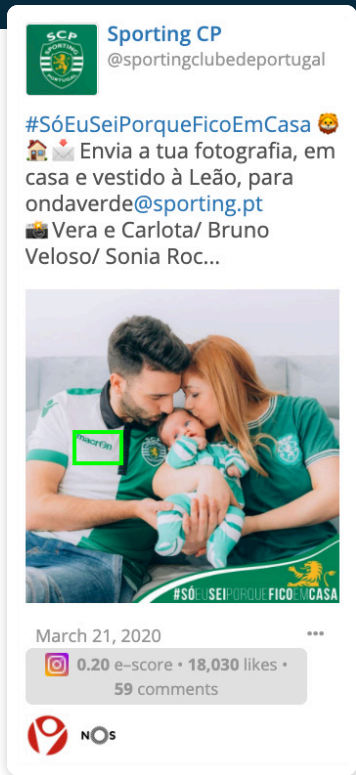 SCP
SPORTING
PORTUGAL
Sporting CP
@sportingclubedeportugal
#SóEuSeiPorqueFicoEmCasa
Envia a tua fotografia, em
casa e vestido à Leão, para
ondaverde@sporting.pt
Vera e Carlota/ Bruno
Veloso/ Sonia Roc...
macron
#SÓEUSEIPORQUEFICOEMCASA
March 21, 2020
0.20 e–score • 18,030 likes •
59 comments
NOS